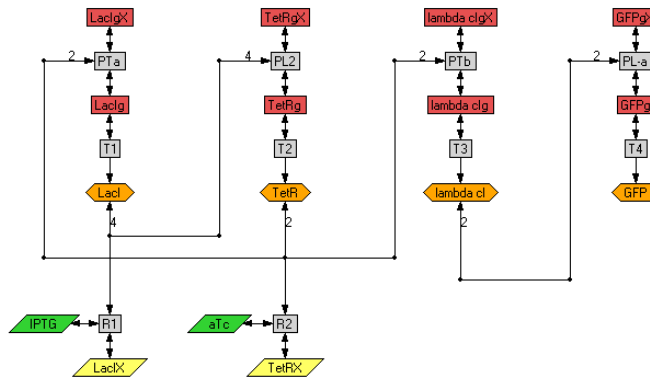 LacIgX TetRgX lambda cIgX GFPgX
2 PTa 4 PL2 2 PTb 2 PL-a
LacIg TetRg lambda cIg GFPg
T1 T2 T3 T4
LacI TetR lambda cI GFP
4 2 2
IPTG R1 aTc R2
LacIX TetRX